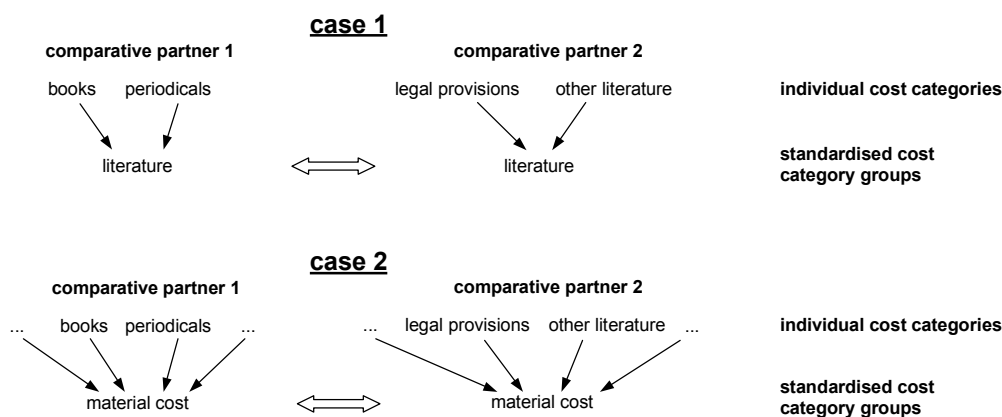 case 1
comparative partner 1
comparative partner 2
books periodicals
legal provisions other literature
individual cost categories
literature
literature
standardised cost
category groups
case 2
comparative partner 1
comparative partner 2
... books periodicals ...
... legal provisions other literature ...
individual cost categories
material cost
material cost
standardised cost
category groups